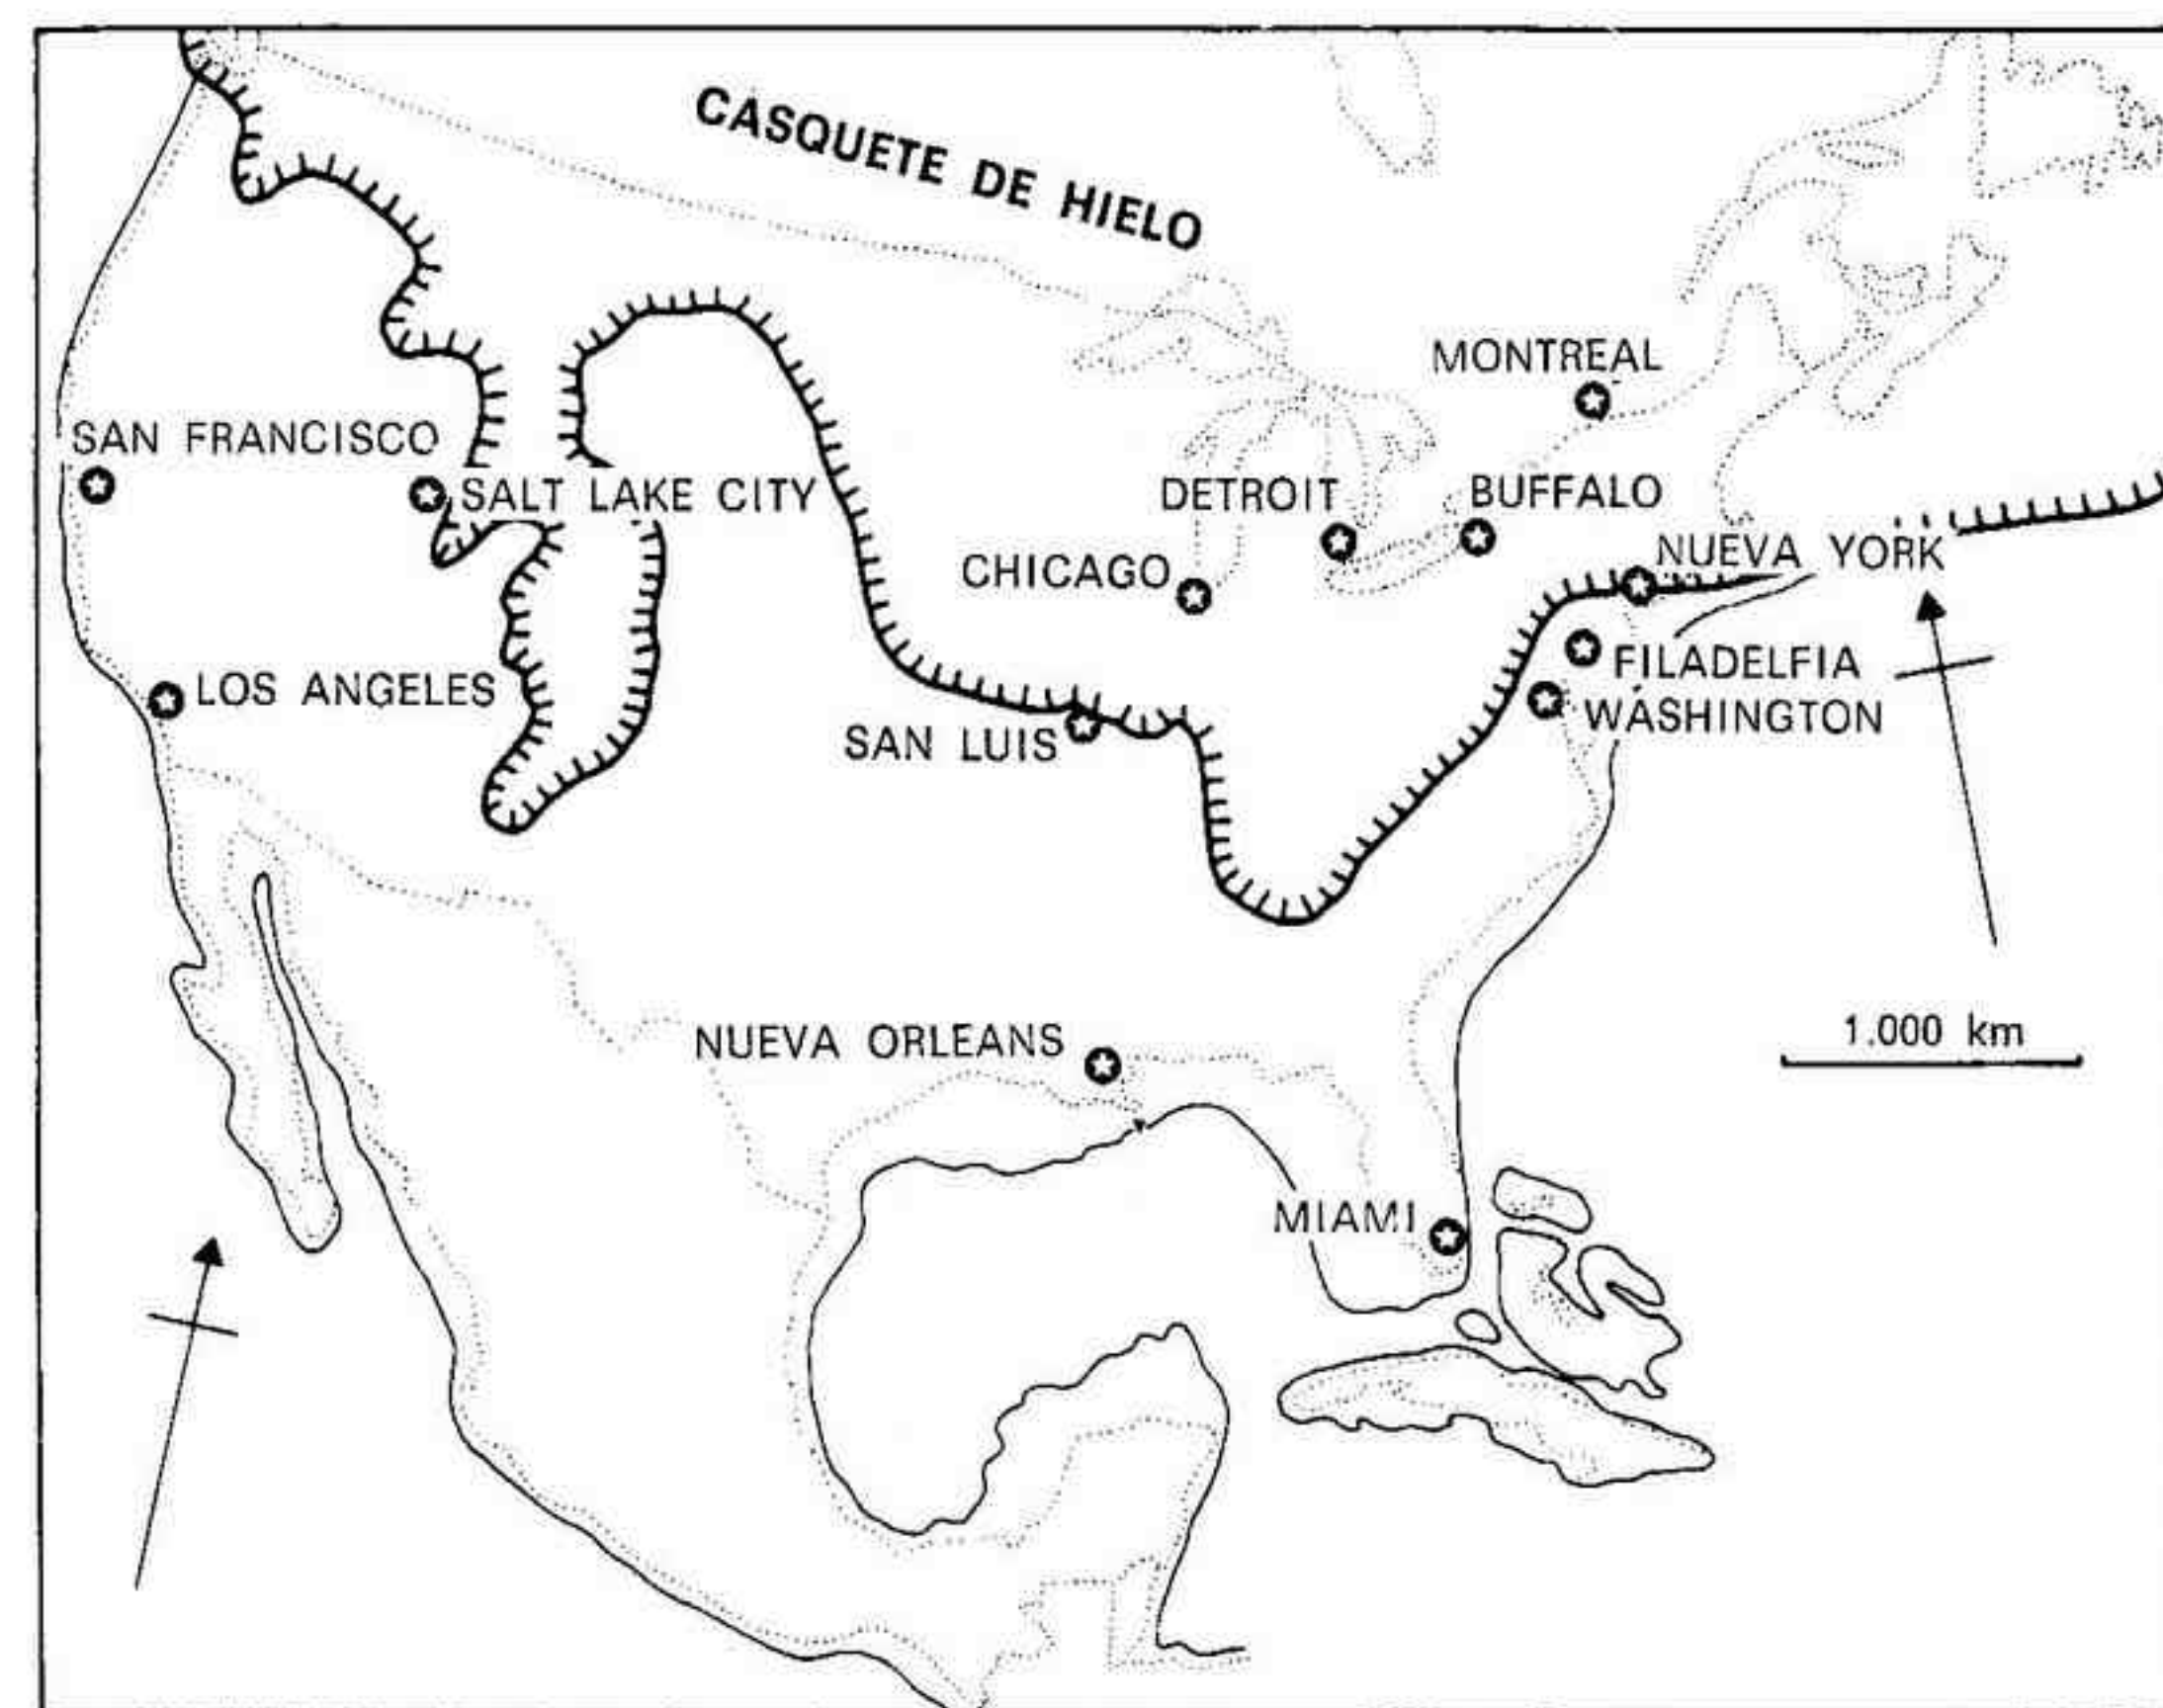 CASQUETE DE HIELO
MONTREAL
SAN FRANCISCO
SALT LAKE CITY
DETROIT
BUFFALO
NUEVA YORK
CHICAGO
FILADELFIA
LOS ANGELES
WASHINGTON
SAN LUIS
1.000 km
NUEVA ORLEANS
MIAMI